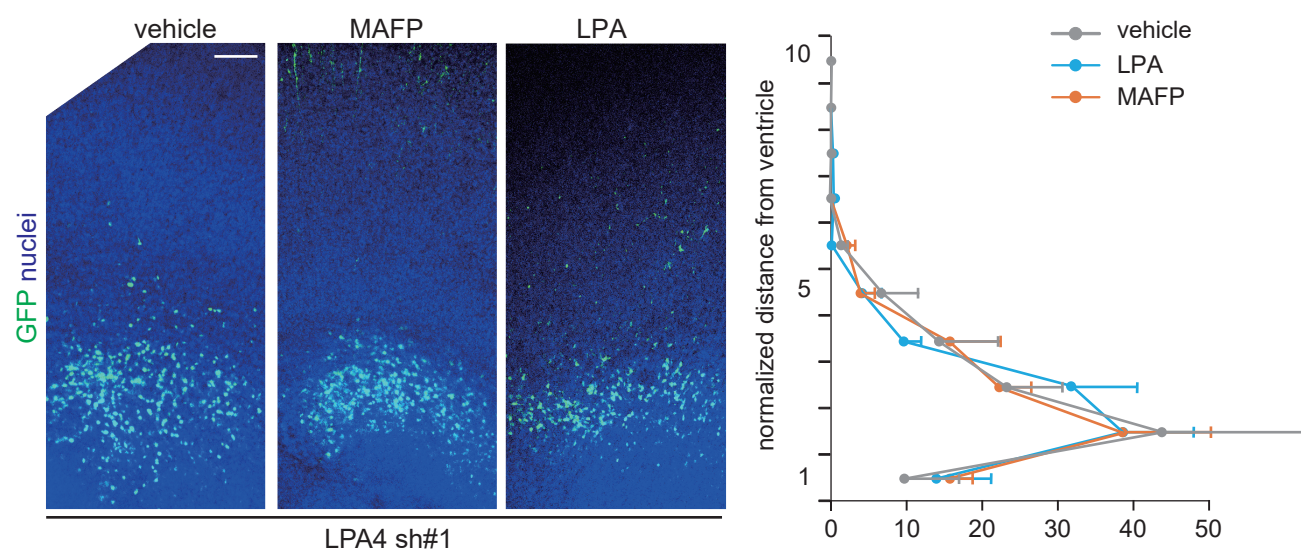 vehicle MAFP LPA
GFP nuclei
LPA4 sh#1
vehicle
LPA
MAFP
normalized distance from ventricle
10
5
1
0 10 20 30 40 50